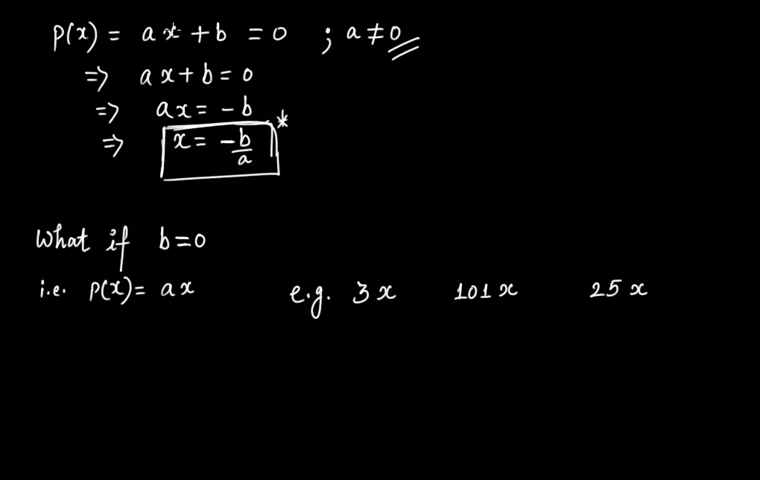 p(x) = ax + b = 0 ; a ≠ 0
⇒ ax + b = 0
⇒ ax = -b
⇒ x = -b/a *
What if b = 0
i.e. p(x) = ax e.g. 3x 101x 25x